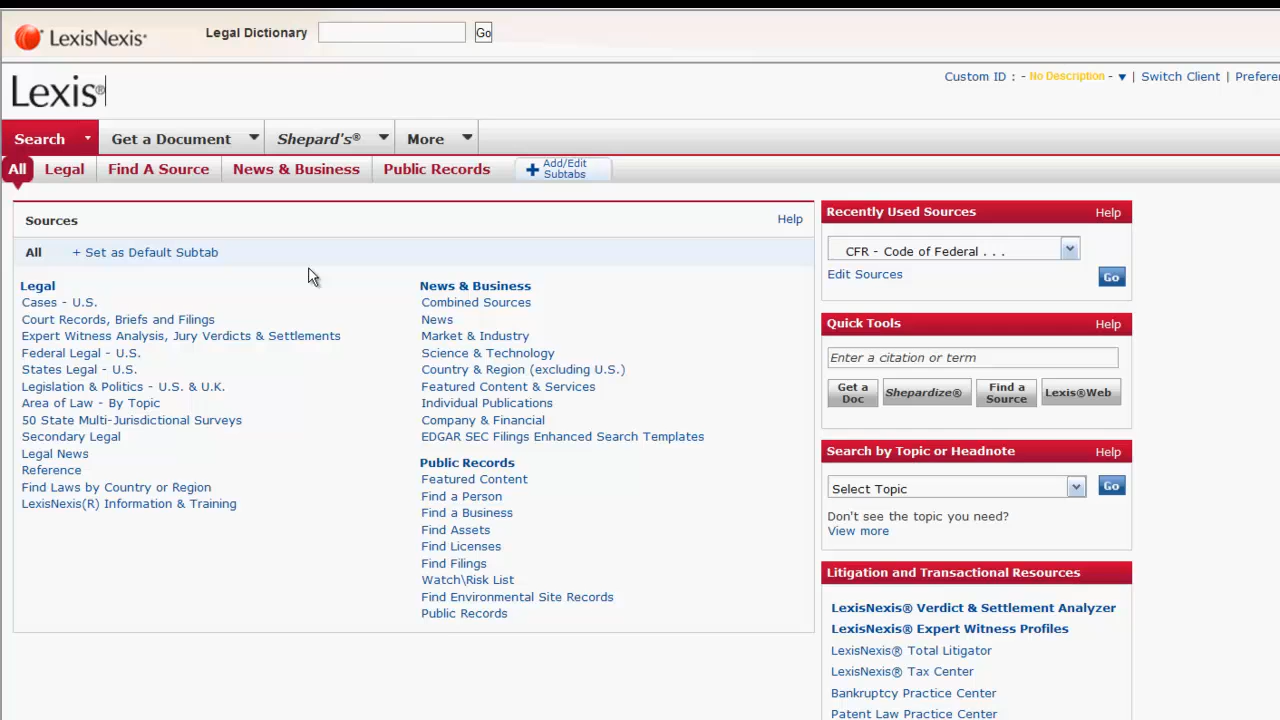 LexisNexis®
Legal Dictionary
Go
Lexis®
Custom ID : - No Description - ▼ | Switch Client |
Search
Get a Document
Shepard's®
More
All
Legal
Find A Source
News & Business
Public Records
Add/Edit
Subtabs
Sources
Help
All
+ Set as Default Subtab
Legal
Cases - U.S.
Court Records, Briefs and Filings
Expert Witness Analysis, Jury Verdicts & Settlements
Federal Legal - U.S.
States Legal - U.S.
Legislation & Politics - U.S. & U.K.
Area of Law - By Topic
50 State Multi-Jurisdictional Surveys
Secondary Legal
Legal News
Reference
Find Laws by Country or Region
LexisNexis(R) Information & Training
News & Business
Combined Sources
News
Market & Industry
Science & Technology
Country & Region (excluding U.S.)
Featured Content & Services
Individual Publications
Company & Financial
EDGAR SEC Filings Enhanced Search Templates
Public Records
Featured Content
Find a Person
Find a Business
Find Assets
Find Licenses
Find Filings
Watch\Risk List
Find Environmental Site Records
Public Records
Recently Used Sources
Help
CFR - Code of Federal . . .
Edit Sources
Go
Quick Tools
Help
Enter a citation or term
Get a
Doc
Shepardize®
Find a
Source
Lexis®Web
Search by Topic or Headnote
Help
Select Topic
Go
Don't see the topic you need?
View more
Litigation and Transactional Resources
LexisNexis® Verdict & Settlement Analyzer
LexisNexis® Expert Witness Profiles
LexisNexis® Total Litigator
LexisNexis® Tax Center
Bankruptcy Practice Center
Patent Law Practice Center